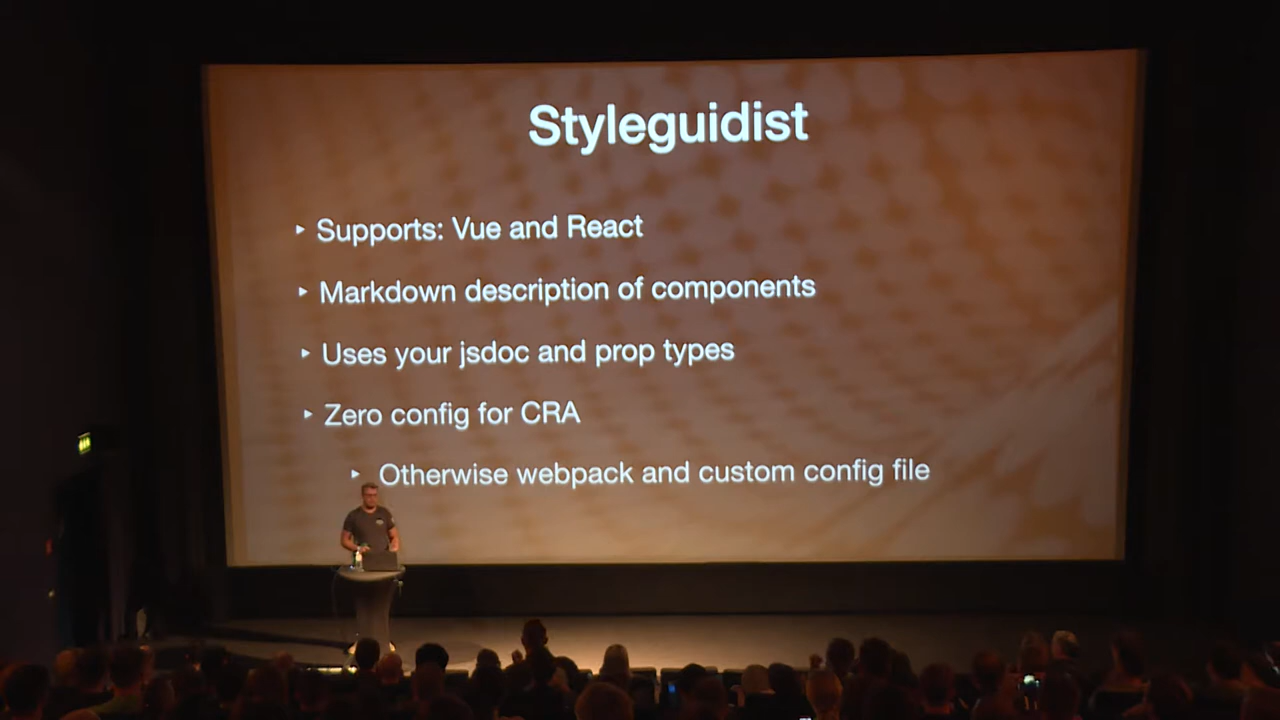 Styleguidist
‣ Supports: Vue and React
‣ Markdown description of components
‣ Uses your jsdoc and prop types
‣ Zero config for CRA
‣ Otherwise webpack and custom config file